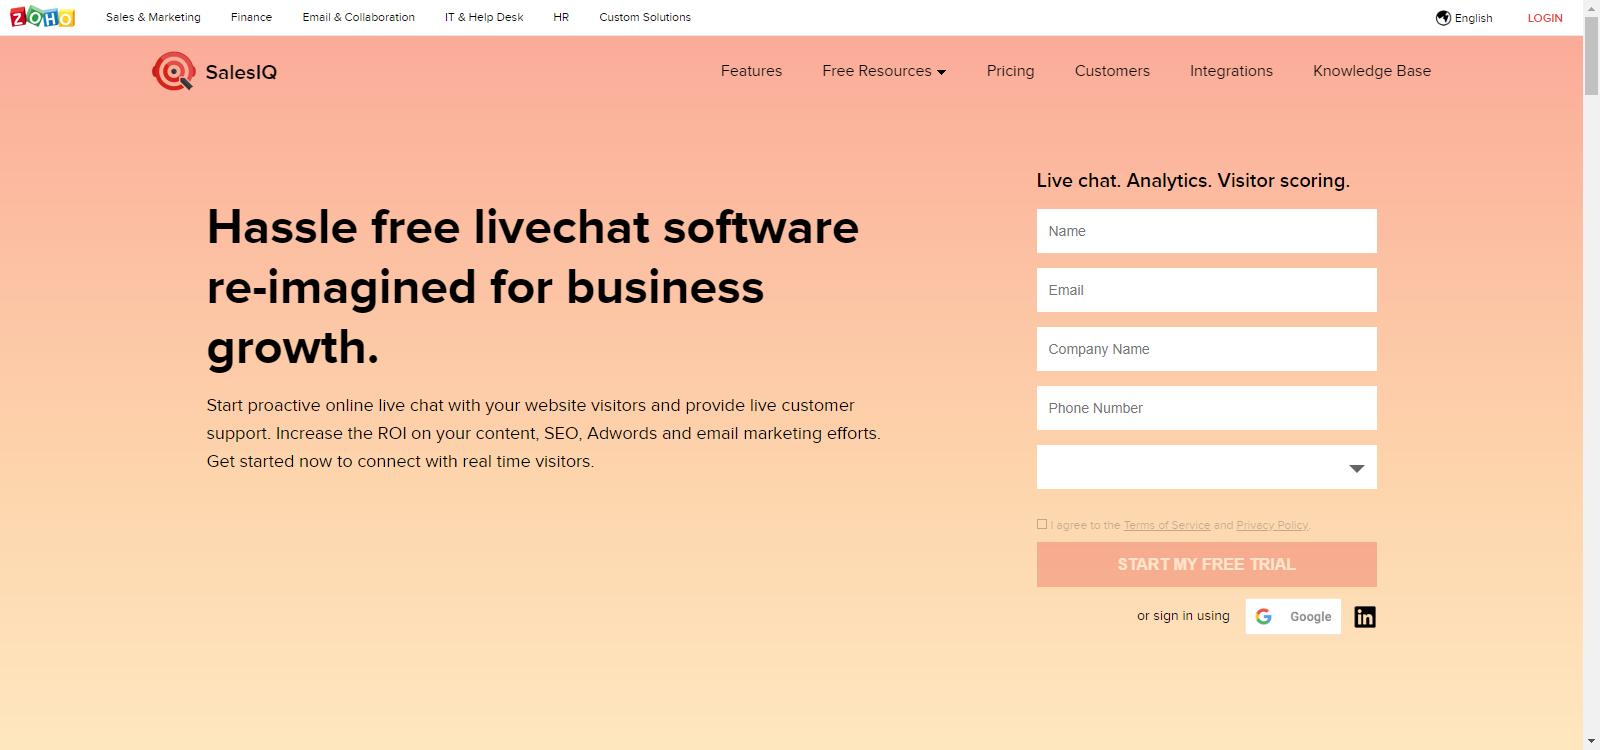 ZOHO
Sales & Marketing
Finance
Email & Collaboration
IT & Help Desk
HR
Custom Solutions
English
LOGIN
SalesIQ
Features
Free Resources
Pricing
Customers
Integrations
Knowledge Base
Hassle free livechat software
re-imagined for business
growth.
Start proactive online live chat with your website visitors and provide live customer
support. Increase the ROI on your content, SEO, Adwords and email marketing efforts.
Get started now to connect with real time visitors.
Live chat. Analytics. Visitor scoring.
Name
Email
Company Name
Phone Number
I agree to the Terms of Service and Privacy Policy.
START MY FREE TRIAL
or sign in using
Google
in